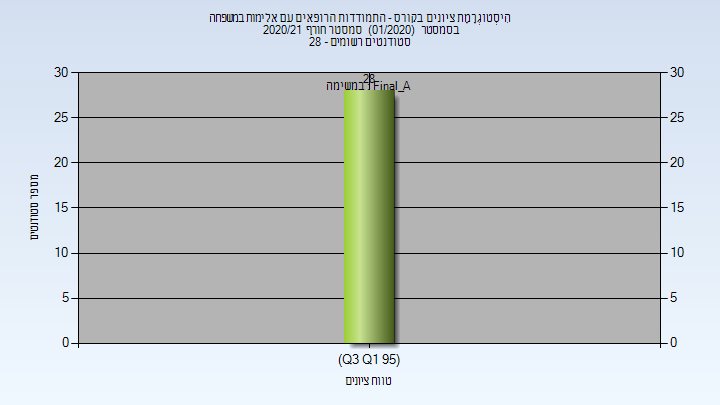 הִיסְטוֹגְרָמַת ציונים בקורס - התמודדות הרופאים עם אלימות במשפחה
בסמסטר (01/2020) סמסטר חורף 2020/21
סטודנטים רשומים - 28
30 30
25 25
20 20
15 15
10 10
5 5
0 0
מספר סטודנטים
28
במשימה Final_A
(Q3 Q1 95)
טווח ציונים